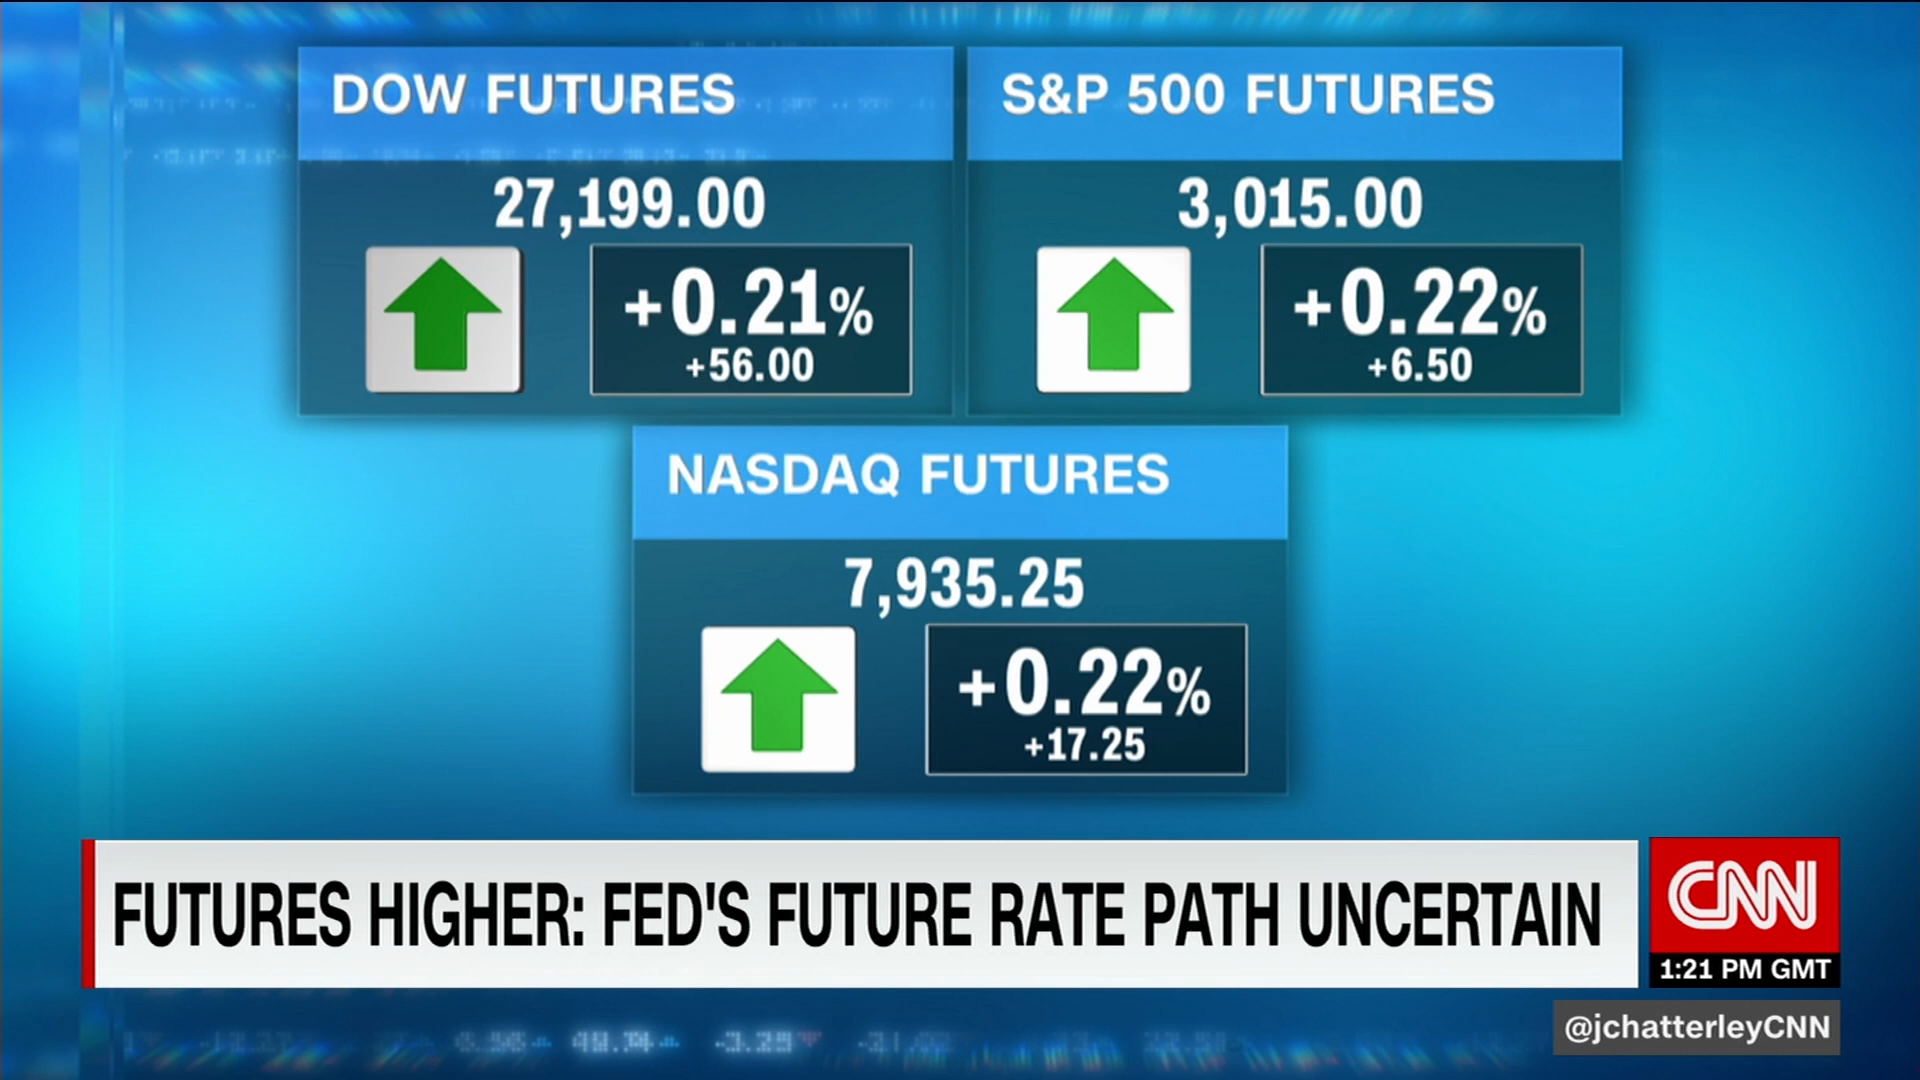 DOW FUTURES
27,199.00
+0.21%
+56.00
S&P 500 FUTURES
3,015.00
+0.22%
+6.50
NASDAQ FUTURES
7,935.25
+0.22%
+17.25
FUTURES HIGHER: FED'S FUTURE RATE PATH UNCERTAIN
CNN
1:21 PM GMT
@jchatterleyCNN